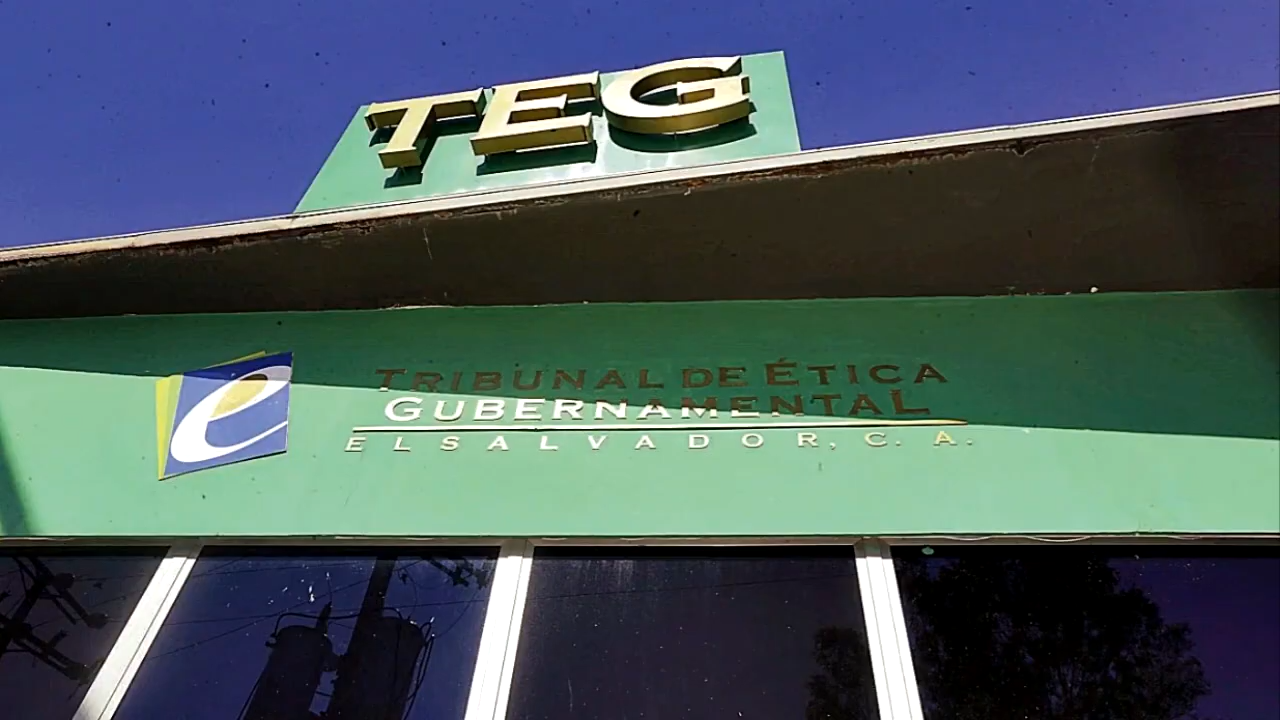 TEG
e
TRIBUNAL DE ÉTICA
GUBERNAMENTAL
EL SALVADOR, C. A.